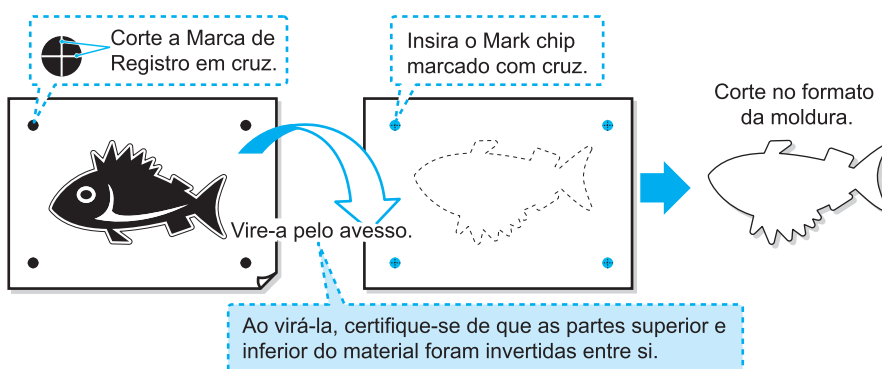 Corte a Marca de
Registro em cruz.
Insira o Mark chip
marcado com cruz.
Corte no formato
da moldura.
Vire-a pelo avesso.
Ao virá-la, certifique-se de que as partes superior e
inferior do material foram invertidas entre si.